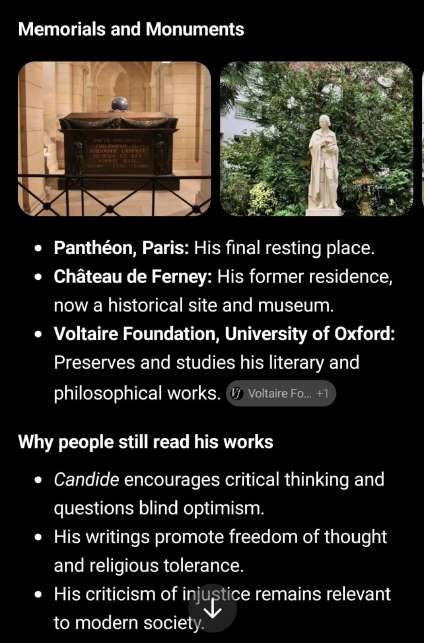 Memorials and Monuments
Panthéon, Paris: His final resting place.
Château de Ferney: His former residence,
now a historical site and museum.
Voltaire Foundation, University of Oxford:
Preserves and studies his literary and
philosophical works. Voltaire Fo... +1
Why people still read his works
Candide encourages critical thinking and
questions blind optimism.
His writings promote freedom of thought
and religious tolerance.
His criticism of injustice remains relevant
to modern society.